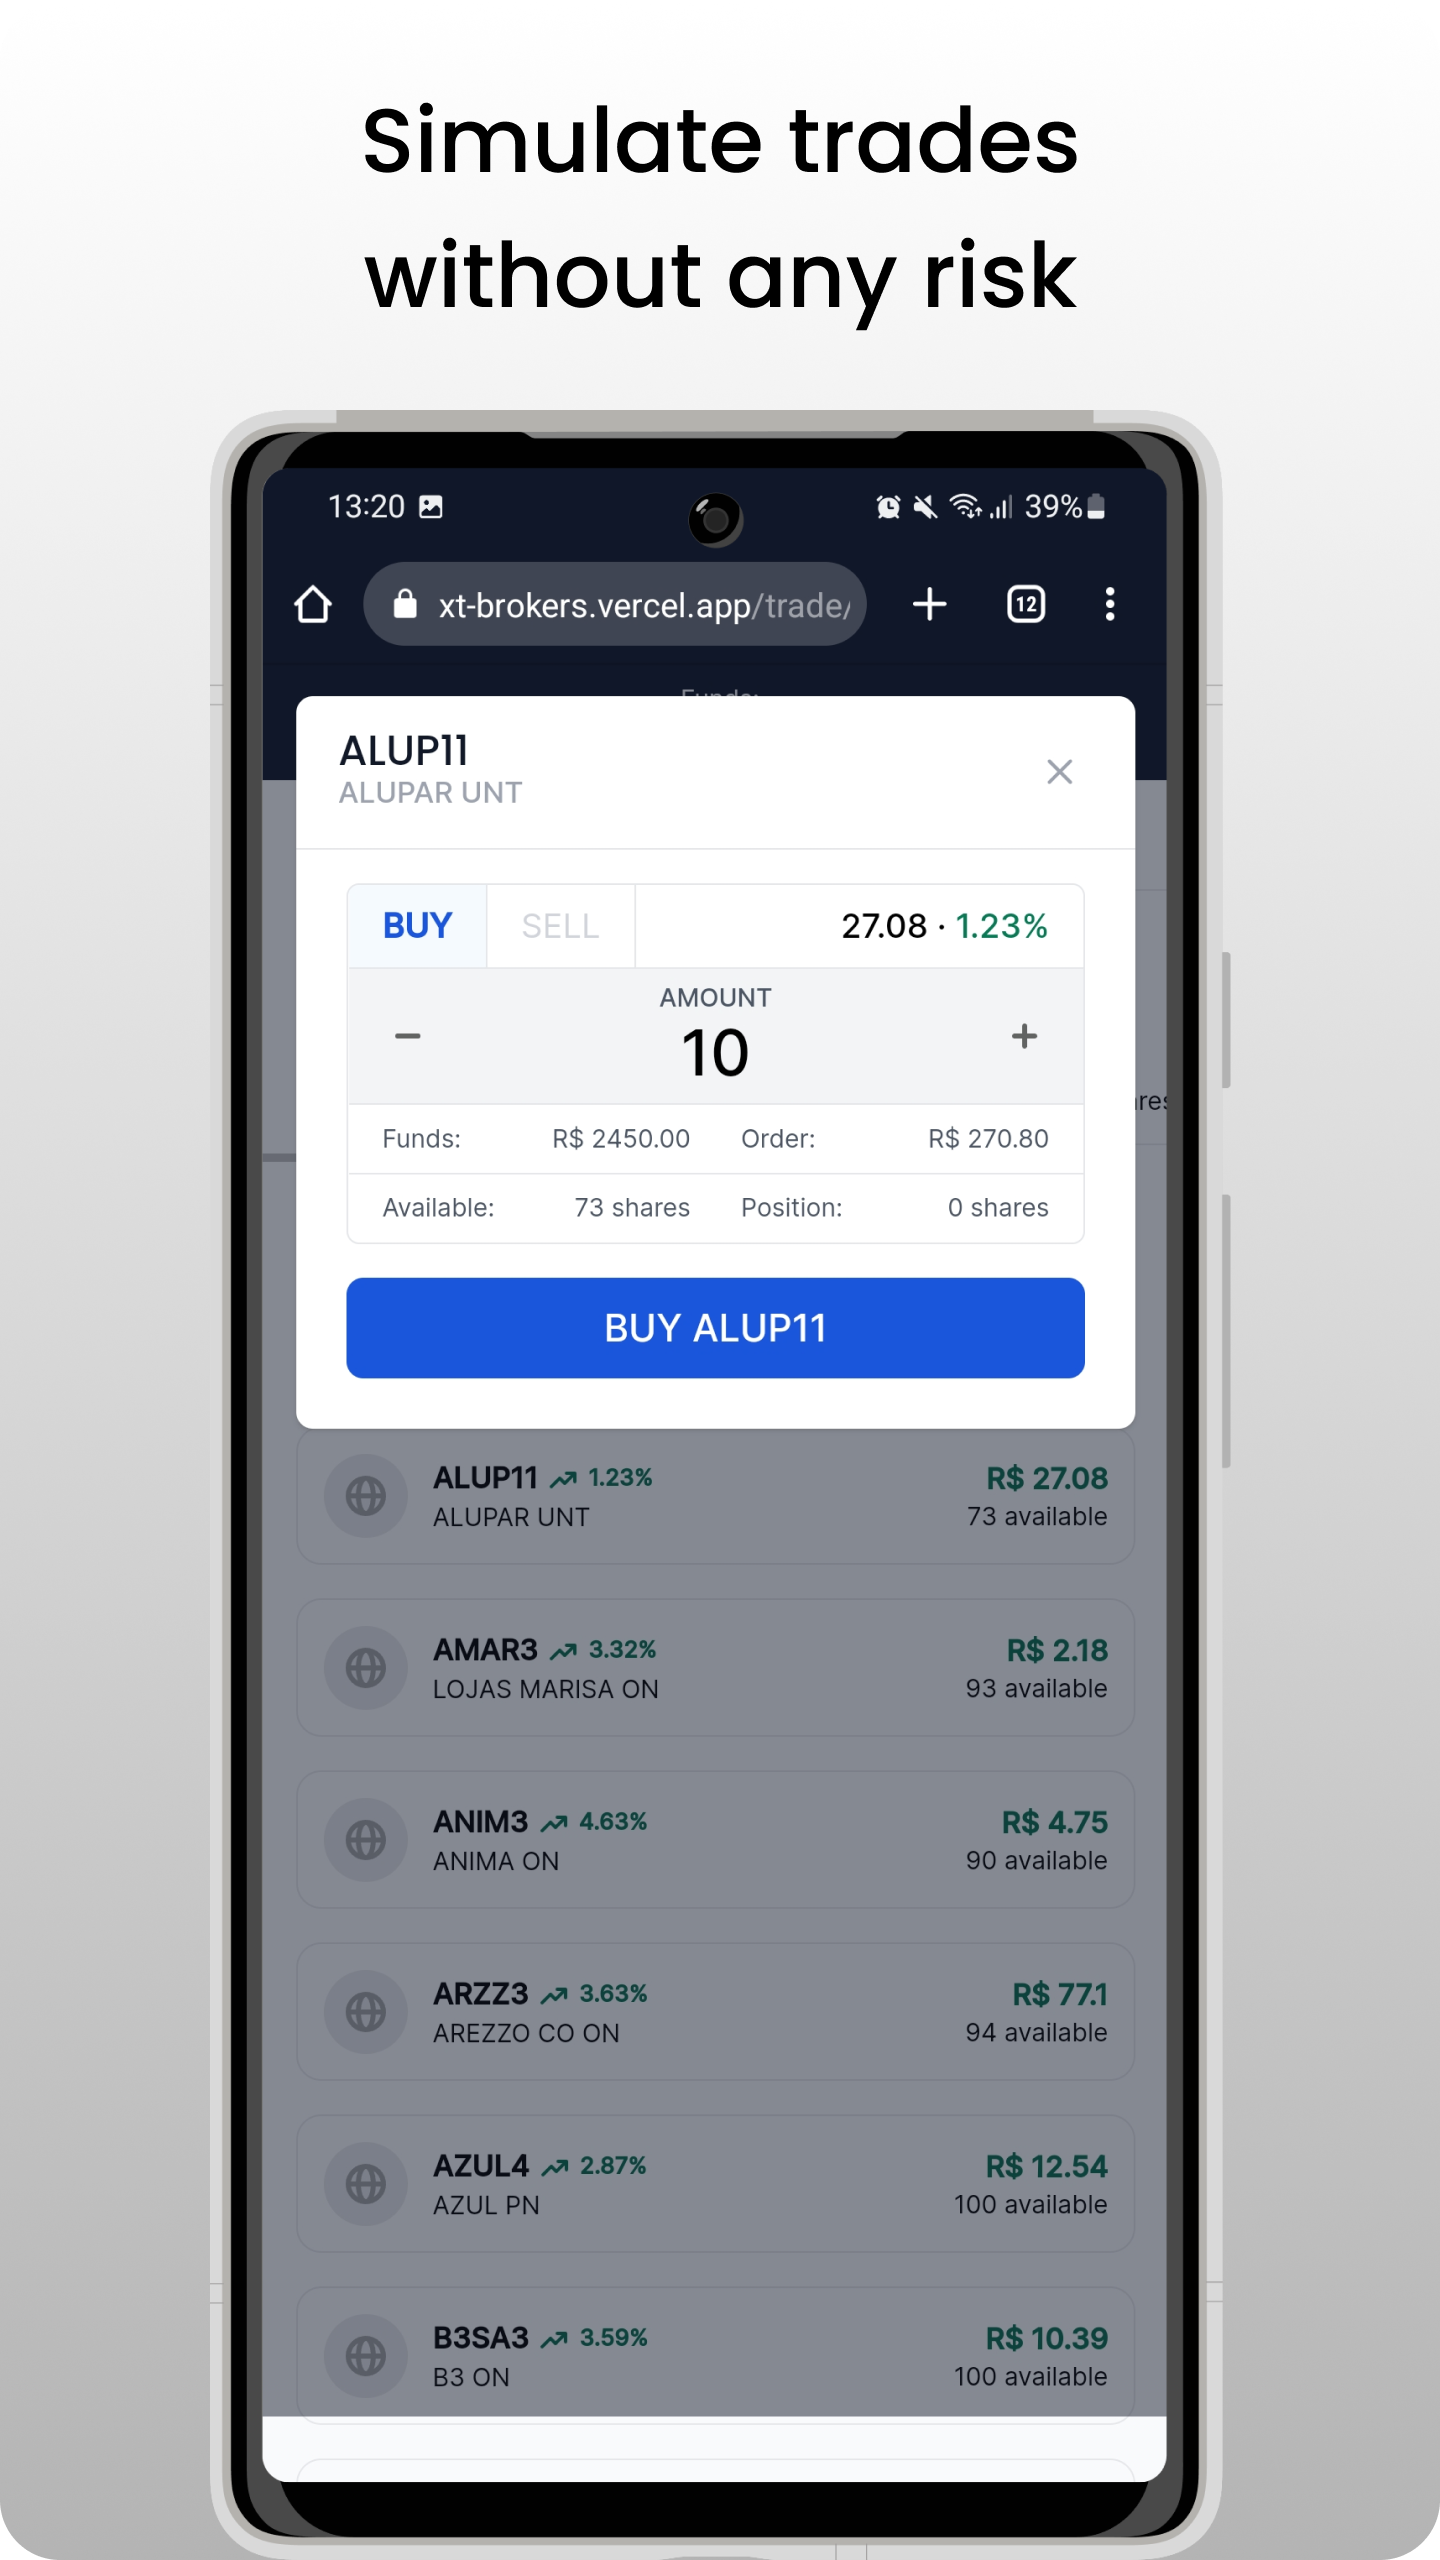 Simulate trades
without any risk
13:20 39%
xt-brokers.vercel.app/trade/
12
Funds:
ALUP11
ALUPAR UNT
BUY SELL 27.08 · 1.23%
AMOUNT
10
Funds: R$ 2450.00 Order: R$ 270.80
Available: 73 shares Position: 0 shares
BUY ALUP11
ALUP11 1.23% R$ 27.08
ALUPAR UNT 73 available
AMAR3 3.32% R$ 2.18
LOJAS MARISA ON 93 available
ANIM3 4.63% R$ 4.75
ANIMA ON 90 available
ARZZ3 3.63% R$ 77.1
AREZZO CO ON 94 available
AZUL4 2.87% R$ 12.54
AZUL PN 100 available
B3SA3 3.59% R$ 10.39
B3 ON 100 available